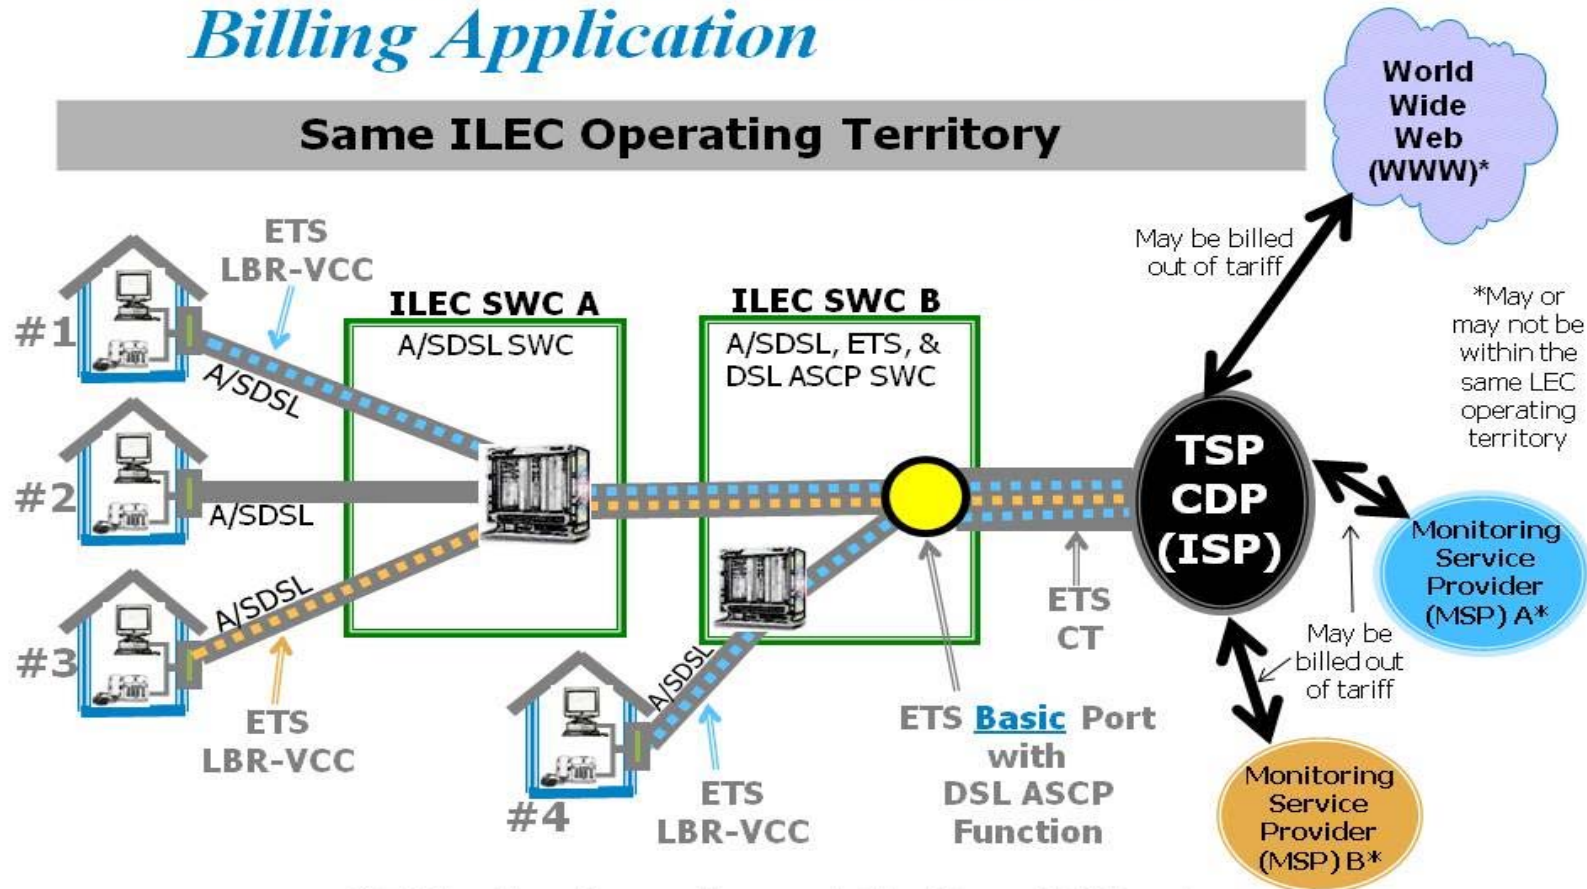 Billing Application
Same ILEC Operating Territory
World
Wide
Web
(WWW)*
May be billed
out of tariff
*May or
may not be
within the
same LEC
operating
territory
ETS
LBR-VCC
#1
A/SDSL
ILEC SWC A
A/SDSL SWC
ILEC SWC B
A/SDSL, ETS, &
DSL ASCP SWC
#2
A/SDSL
#3
A/SDSL
ETS
LBR-VCC
#4
A/SDSL
ETS
LBR-VCC
ETS Basic Port
with
DSL ASCP
Function
ETS
CT
TSP
CDP
(ISP)
Monitoring
Service
Provider
(MSP) A*
May be
billed out
of tariff
Monitoring
Service
Provider
(MSP) B*